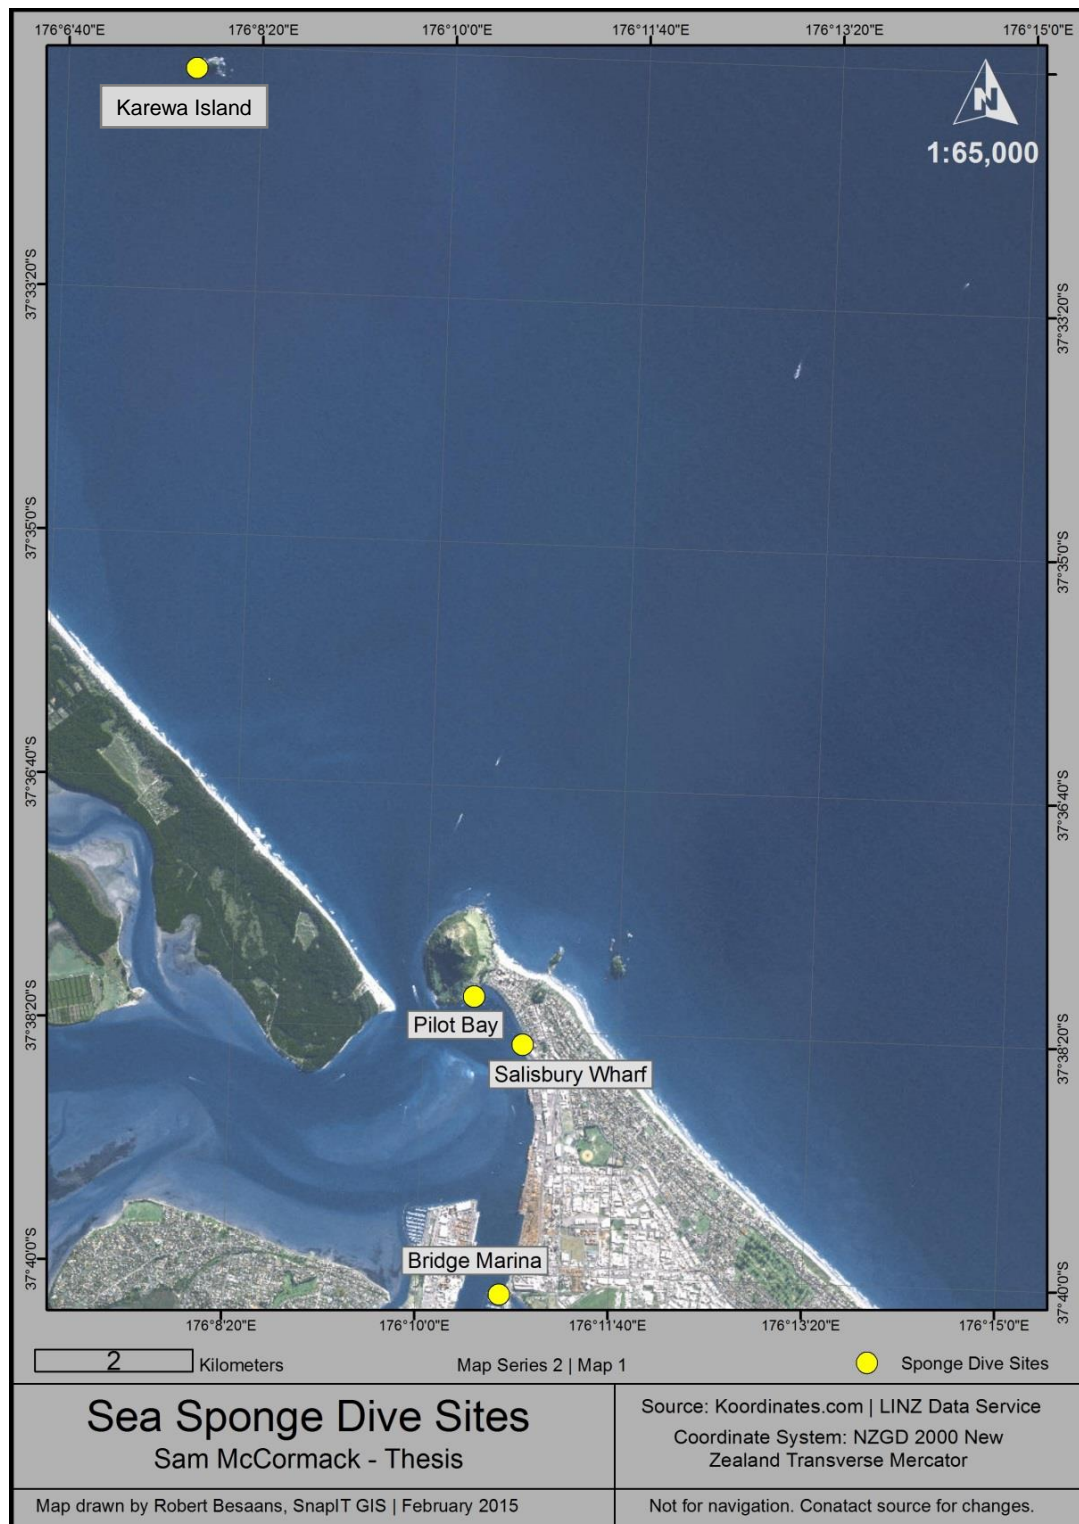 176°6'40"E 176°8'20"E 176°10'0"E 176°11'40"E 176°13'20"E 176°15'0"E
Karewa Island
N
1:65,000
37°33'20"S
37°33'20"S
37°35'0"S
37°35'0"S
37°36'40"S
37°36'40"S
37°38'20"S
37°38'20"S
Pilot Bay
Salisbury Wharf
Bridge Marina
37°40'0"S
37°40'0"S
176°8'20"E 176°10'0"E 176°11'40"E 176°13'20"E 176°15'0"E
2 Kilometers
Map Series 2 | Map 1
Sponge Dive Sites
Sea Sponge Dive Sites
Sam McCormack - Thesis
Map drawn by Robert Besaans, SnapIT GIS | February 2015
Source: Koordinates.com | LINZ Data Service
Coordinate System: NZGD 2000 New
Zealand Transverse Mercator
Not for navigation. Conatact source for changes.